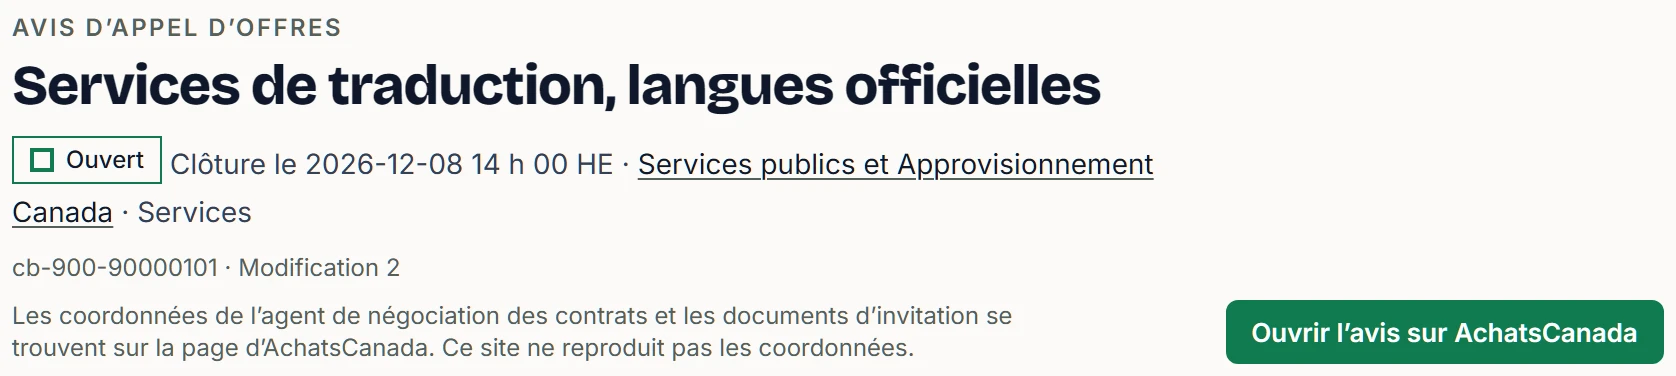 AVIS D’APPEL D’OFFRES
Services de traduction, langues officielles
Ouvert Clôture le 2026-12-08 14 h 00 HE · Services publics et Approvisionnement
Canada · Services
cb-900-90000101 · Modification 2
Les coordonnées de l’agent de négociation des contrats et les documents d’invitation se
trouvent sur la page d’AchatsCanada. Ce site ne reproduit pas les coordonnées.
Ouvrir l’avis sur AchatsCanada